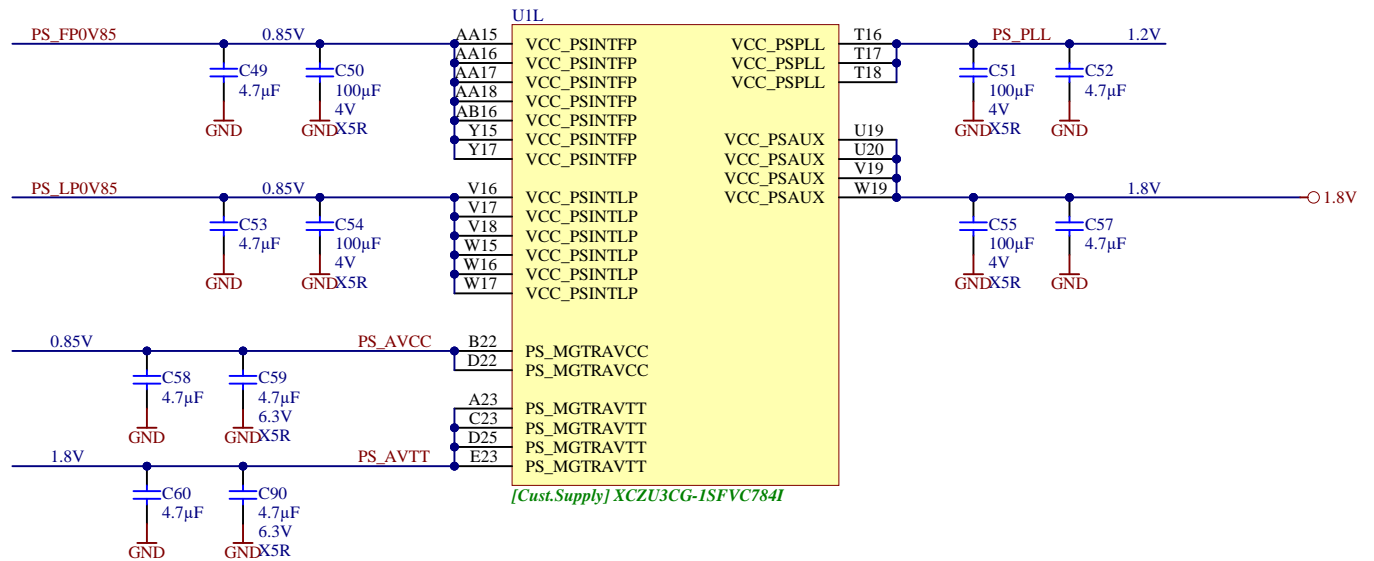 U1L
PS_FP0V85
0.85V
C49
4.7µF
GND
C50
100µF
4V
X5R
GND
AA15 VCC_PSINTFP
AA16 VCC_PSINTFP
AA17 VCC_PSINTFP
AA18 VCC_PSINTFP
AB16 VCC_PSINTFP
Y15 VCC_PSINTFP
Y17 VCC_PSINTFP
VCC_PSPLL T16
VCC_PSPLL T17
VCC_PSPLL T18
PS_PLL
1.2V
C51
100µF
4V
X5R
GND
C52
4.7µF
GND
PS_LP0V85
0.85V
C53
4.7µF
GND
C54
100µF
4V
X5R
GND
V16 VCC_PSINTLP
V17 VCC_PSINTLP
V18 VCC_PSINTLP
W15 VCC_PSINTLP
W16 VCC_PSINTLP
W17 VCC_PSINTLP
VCC_PSAUX U19
VCC_PSAUX U20
VCC_PSAUX V19
VCC_PSAUX W19
1.8V
1.8V
C55
100µF
4V
X5R
GND
C57
4.7µF
GND
0.85V
PS_AVCC
C58
4.7µF
GND
C59
4.7µF
6.3V
X5R
GND
B22 PS_MGTRAVCC
D22 PS_MGTRAVCC
A23 PS_MGTRAVTT
C23 PS_MGTRAVTT
D25 PS_MGTRAVTT
E23 PS_MGTRAVTT
1.8V
PS_AVTT
C60
4.7µF
GND
C90
4.7µF
6.3V
X5R
GND
[Cust.Supply] XCZU3CG-1SFVC784I